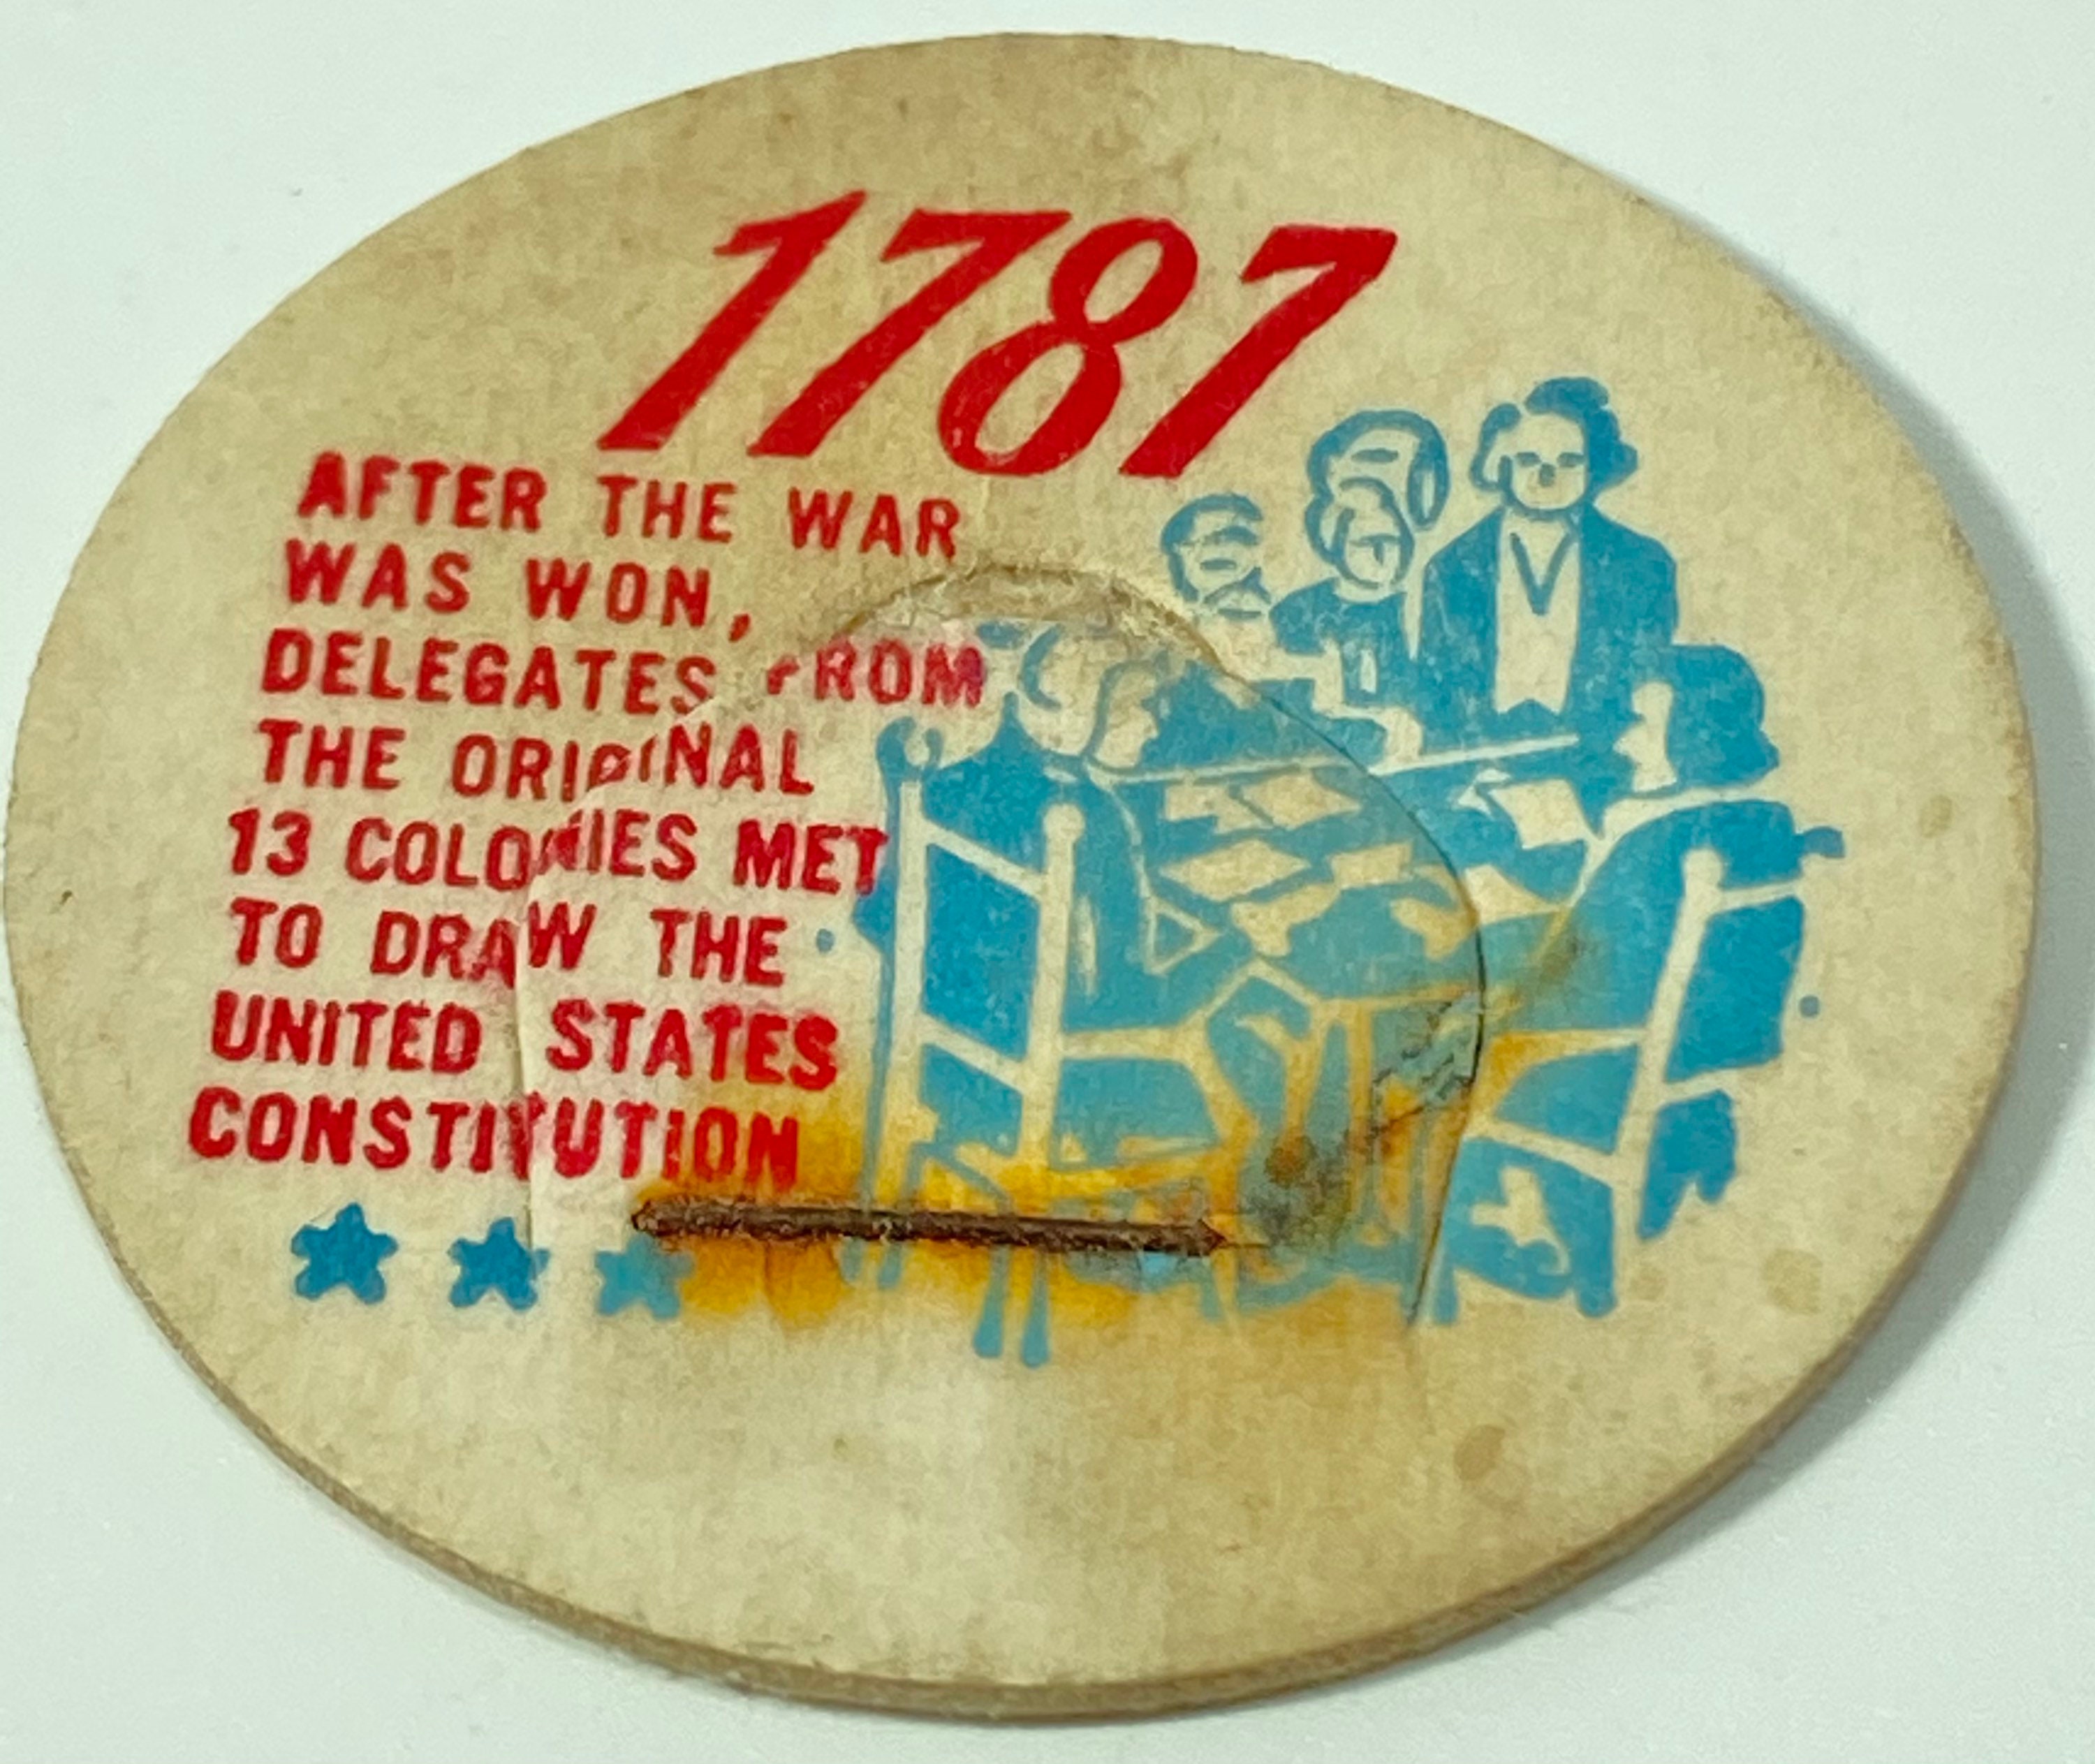 1787
AFTER THE WAR
WAS WON,
DELEGATES FROM
THE ORIGINAL
13 COLONIES MET
TO DRAW THE
UNITED STATES
CONSTITUTION